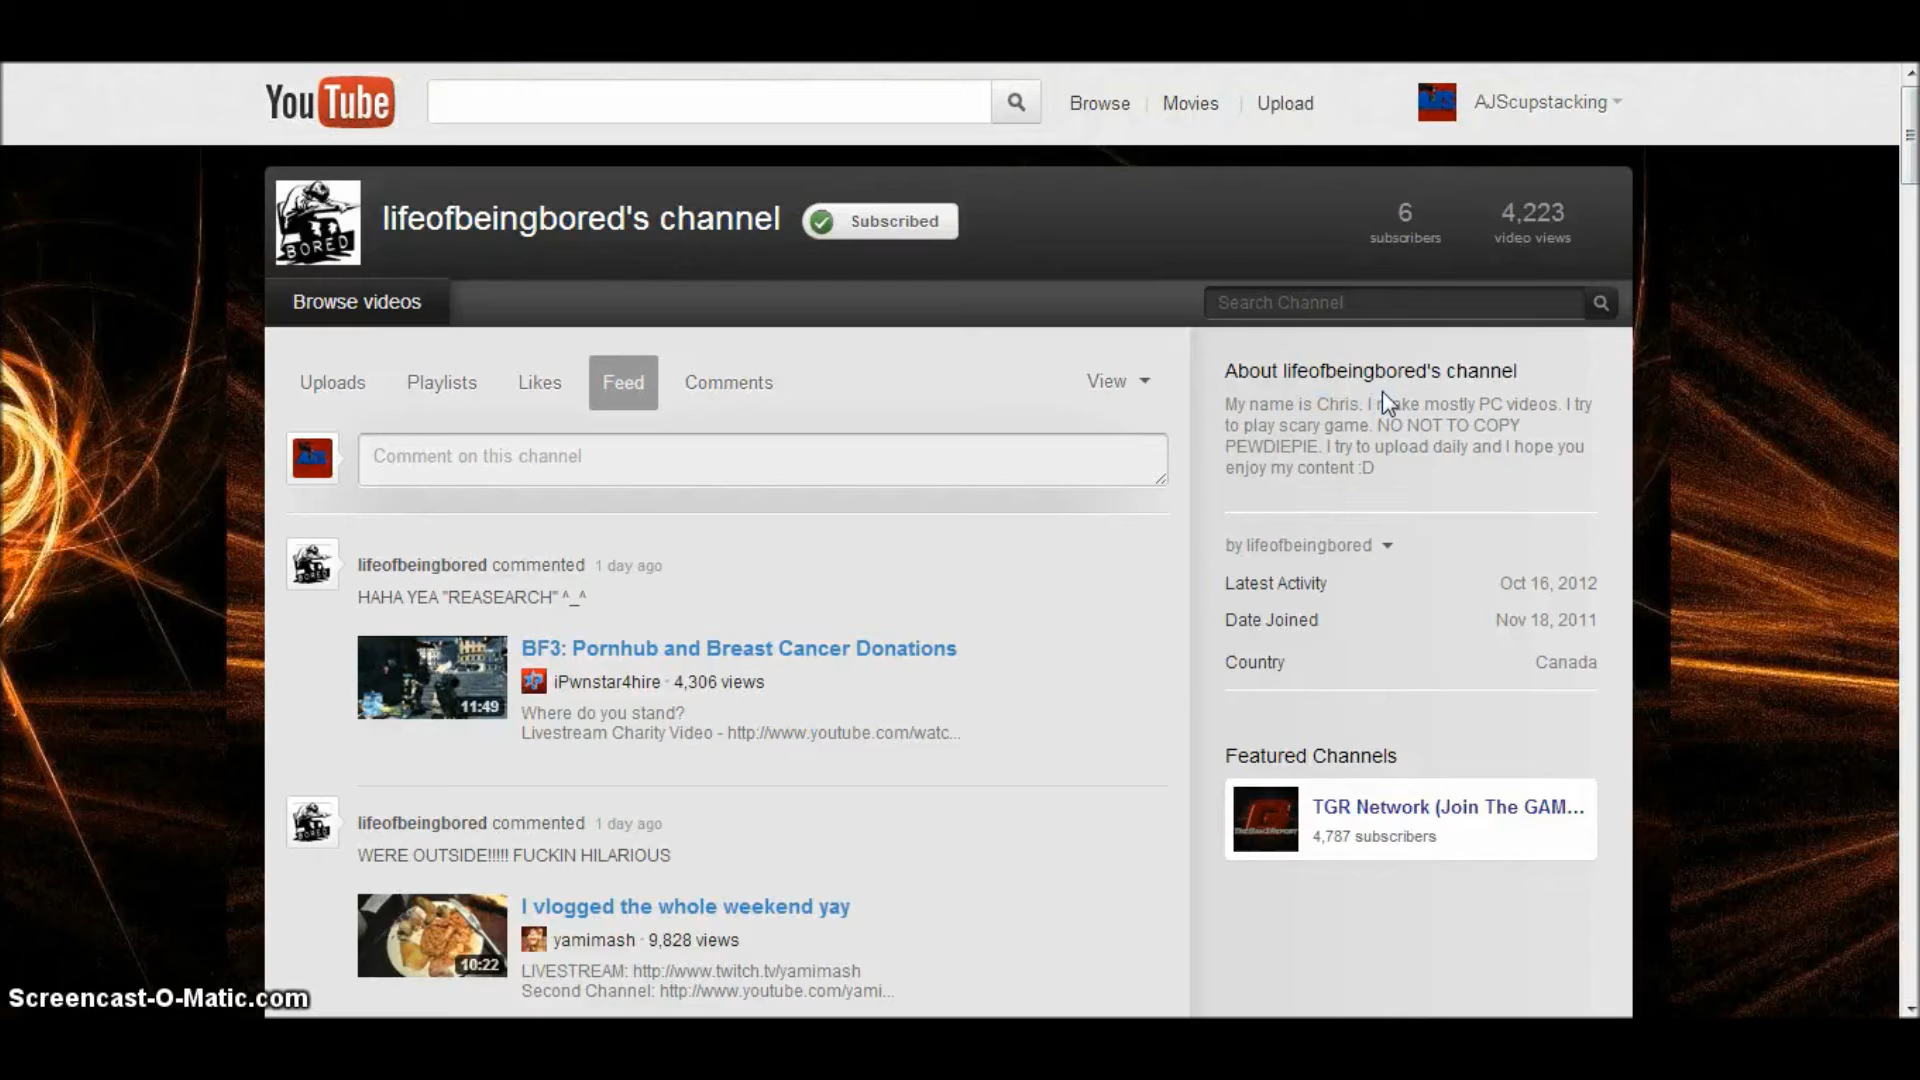 YouTube
Browse
Movies
Upload
AJScupstacking
BORED
lifeofbeingbored's channel
Subscribed
6
subscribers
4,223
video views
Browse videos
Search Channel
Uploads
Playlists
Likes
Feed
Comments
View
Comment on this channel
lifeofbeingbored commented 1 day ago
HAHA YEA "REASEARCH" ^_^
11:49
BF3: Pornhub and Breast Cancer Donations
iPwnstar4hire · 4,306 views
Where do you stand?
Livestream Charity Video - http://www.youtube.com/watc...
lifeofbeingbored commented 1 day ago
WERE OUTSIDE!!!!! FUCKIN HILARIOUS
10:22
I vlogged the whole weekend yay
yamimash · 9,828 views
LIVESTREAM: http://www.twitch.tv/yamimash
Second Channel: http://www.youtube.com/yami...
About lifeofbeingbored's channel
My name is Chris. I make mostly PC videos. I try
to play scary game. NO NOT TO COPY
PEWDIEPIE. I try to upload daily and I hope you
enjoy my content :D
by lifeofbeingbored
Latest Activity Oct 16, 2012
Date Joined Nov 18, 2011
Country Canada
Featured Channels
TGR Network (Join The GAM...
4,787 subscribers
Screencast-O-Matic.com